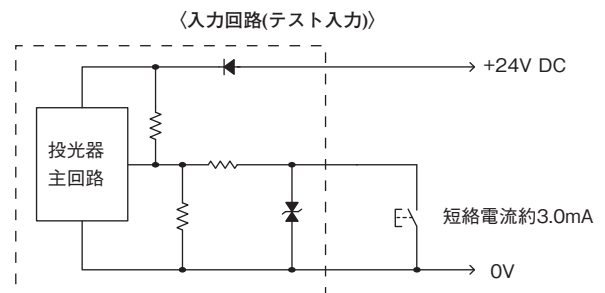 〈入力回路(テスト入力)〉
+24V DC
投光器
主回路
短絡電流約3.0mA
0V